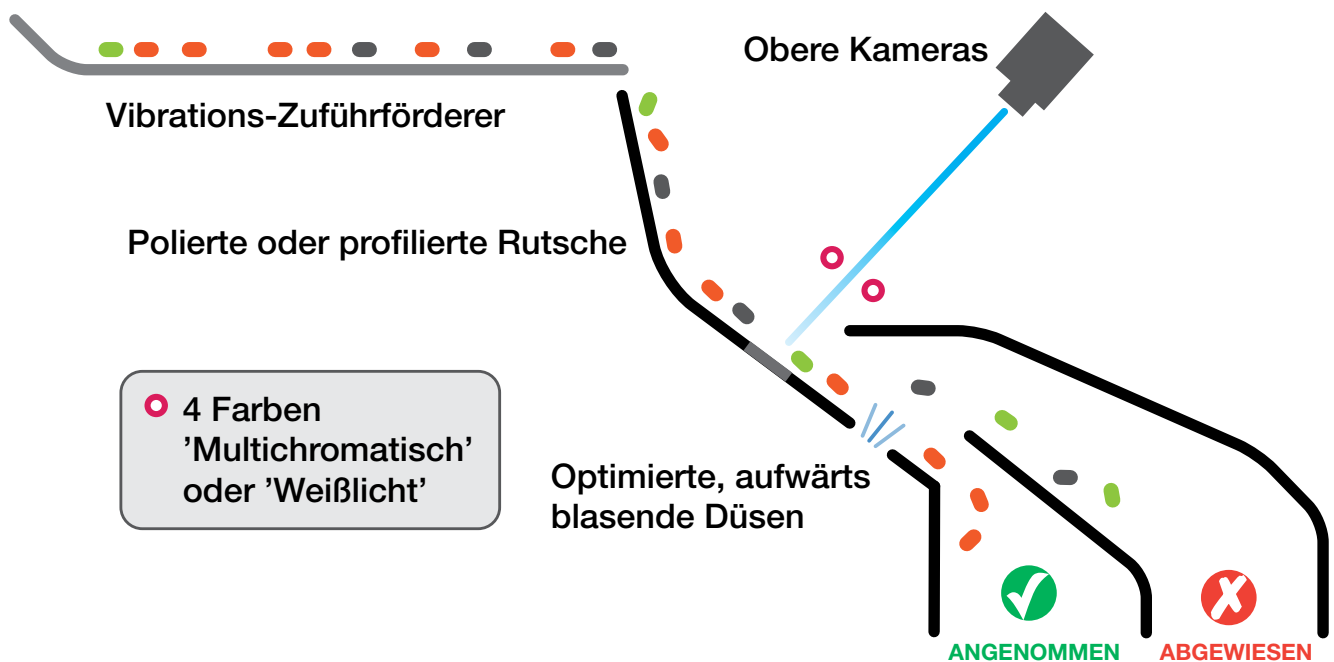 Obere Kameras
Vibrations-Zuführförderer
Polierte oder profilierte Rutsche
4 Farben
’Multichromatisch’
oder ’Weißlicht’
Optimierte, aufwärts
blasende Düsen
ANGENOMMEN
ABGEWIESEN